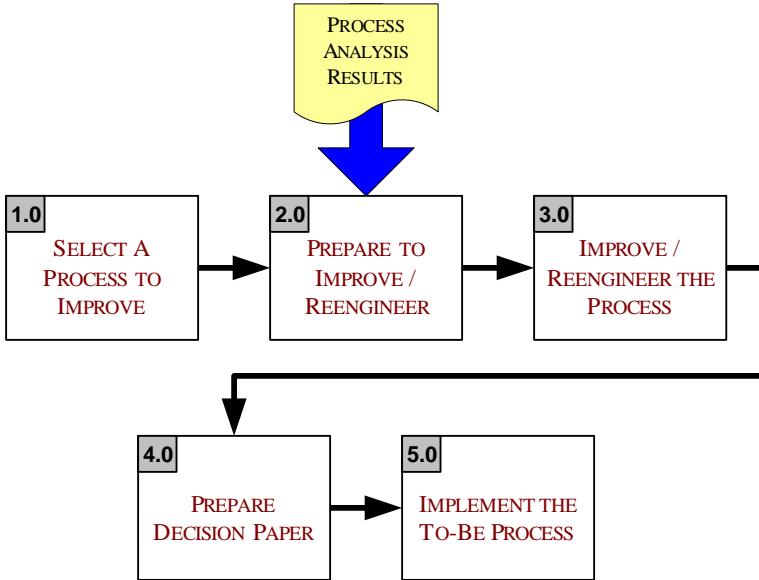 PROCESS
ANALYSIS
RESULTS
1.0
SELECT A
PROCESS TO
IMPROVE
2.0
PREPARE TO
IMPROVE /
REENGINEER
3.0
IMPROVE /
REENGINEER THE
PROCESS
4.0
PREPARE
DECISION PAPER
5.0
IMPLEMENT THE
TO-BE PROCESS